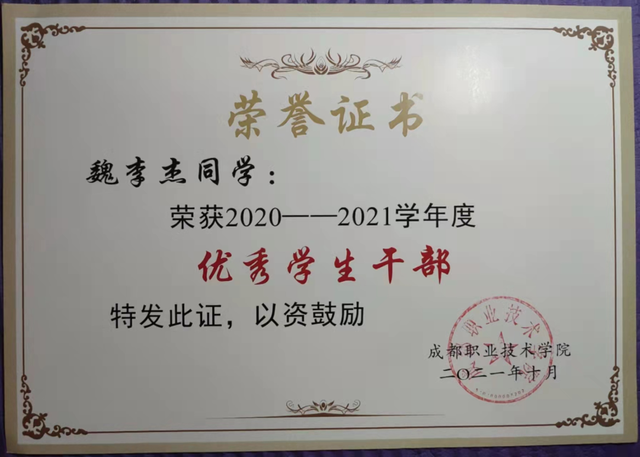 荣誉证书
魏李杰同学：
荣获2020——2021学年度
优秀学生干部
特发此证，以资鼓励
成都职业技术学院
二〇二一年十月